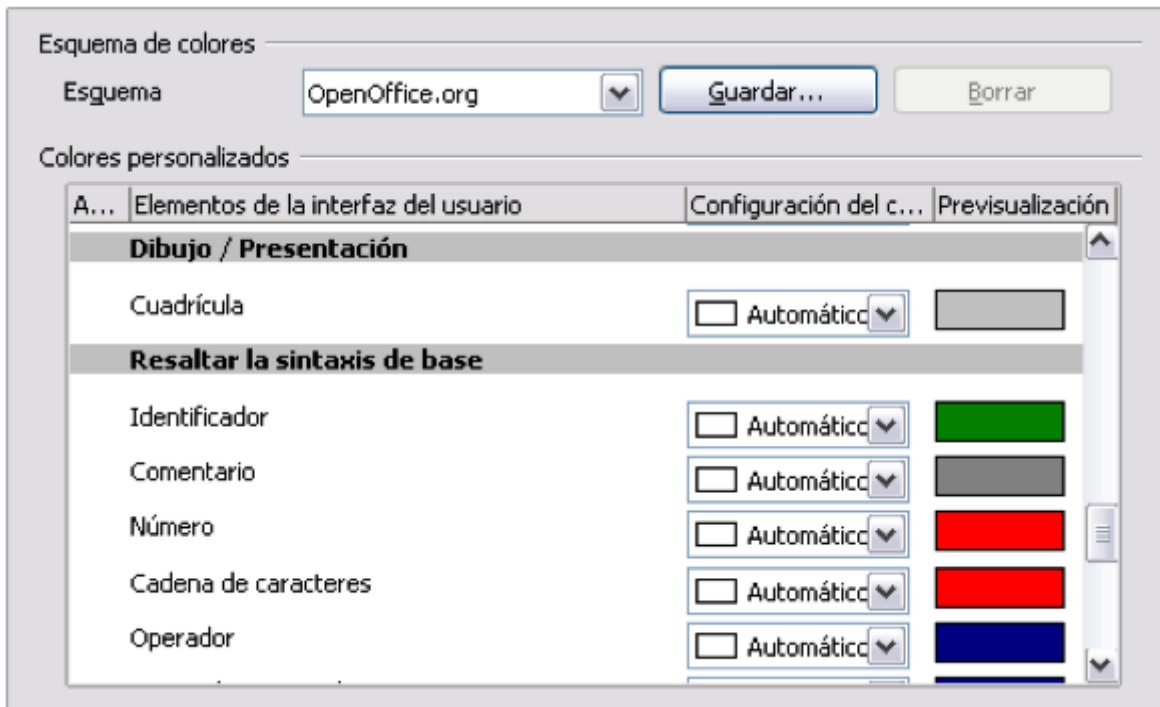 Esquema de colores
Esquema OpenOffice.org Guardar... Borrar
Colores personalizados
A... Elementos de la interfaz del usuario Configuración del c... Previsualización
Dibujo / Presentación
Cuadrícula Automático
Resaltar la sintaxis de base
Identificador Automático
Comentario Automático
Número Automático
Cadena de caracteres Automático
Operador Automático